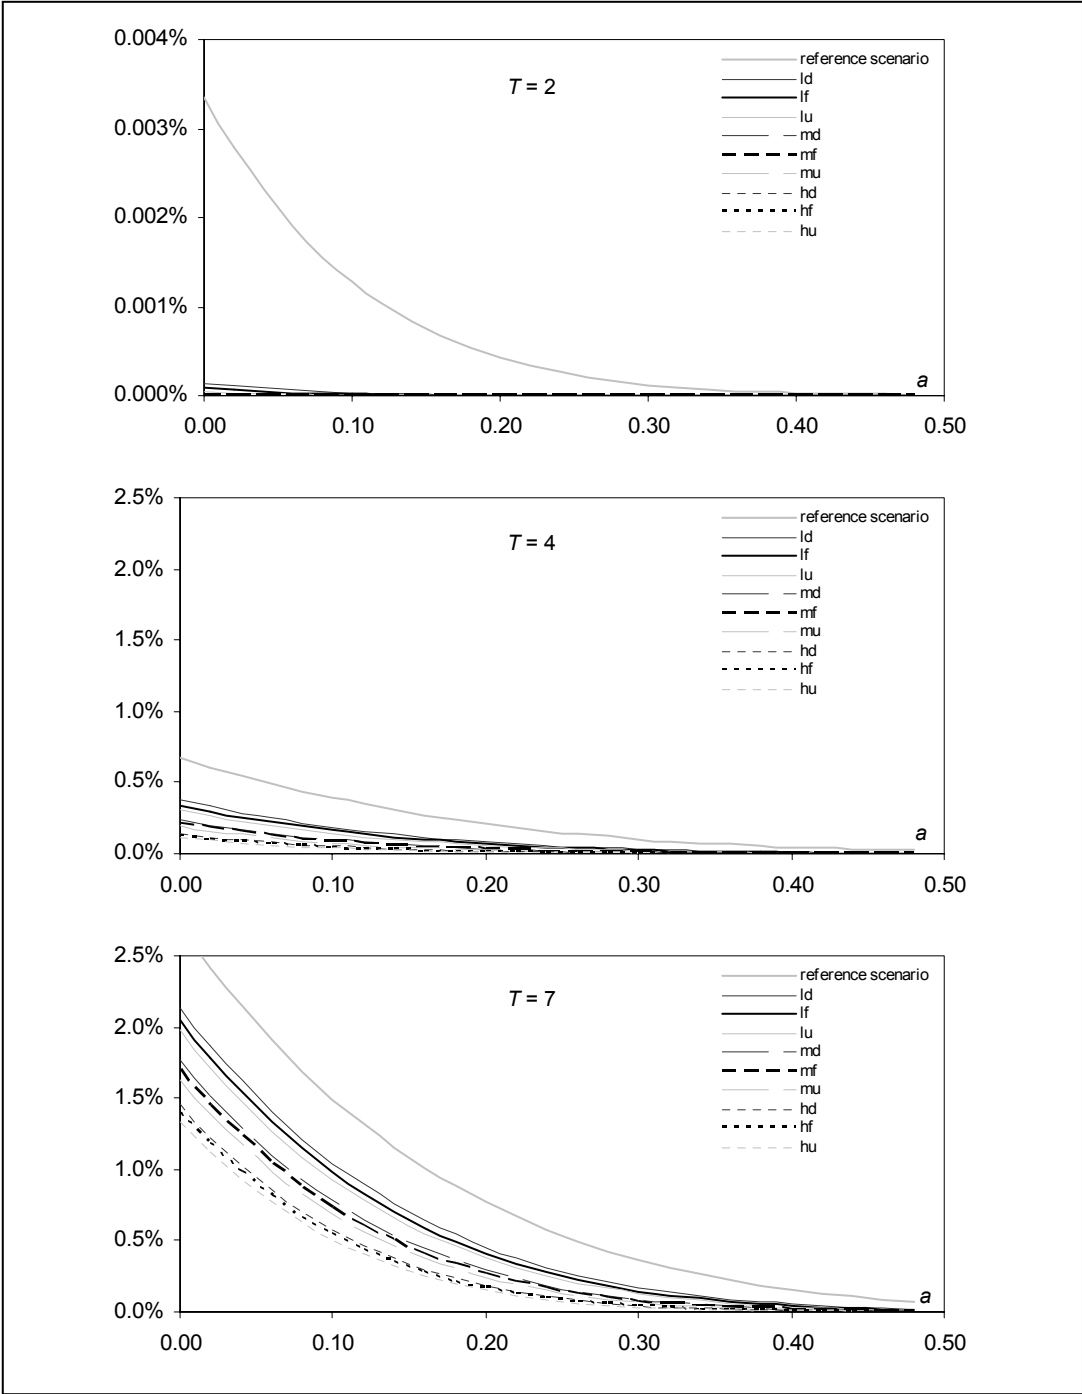 0.004%
0.003%
0.002%
0.001%
0.000%
T = 2
reference scenario
ld
lf
lu
md
mf
mu
hd
hf
hu
a
0.00 0.10 0.20 0.30 0.40 0.50
2.5%
2.0%
1.5%
1.0%
0.5%
0.0%
T = 4
reference scenario
ld
lf
lu
md
mf
mu
hd
hf
hu
a
0.00 0.10 0.20 0.30 0.40 0.50
2.5%
2.0%
1.5%
1.0%
0.5%
0.0%
T = 7
reference scenario
ld
lf
lu
md
mf
mu
hd
hf
hu
a
0.00 0.10 0.20 0.30 0.40 0.50